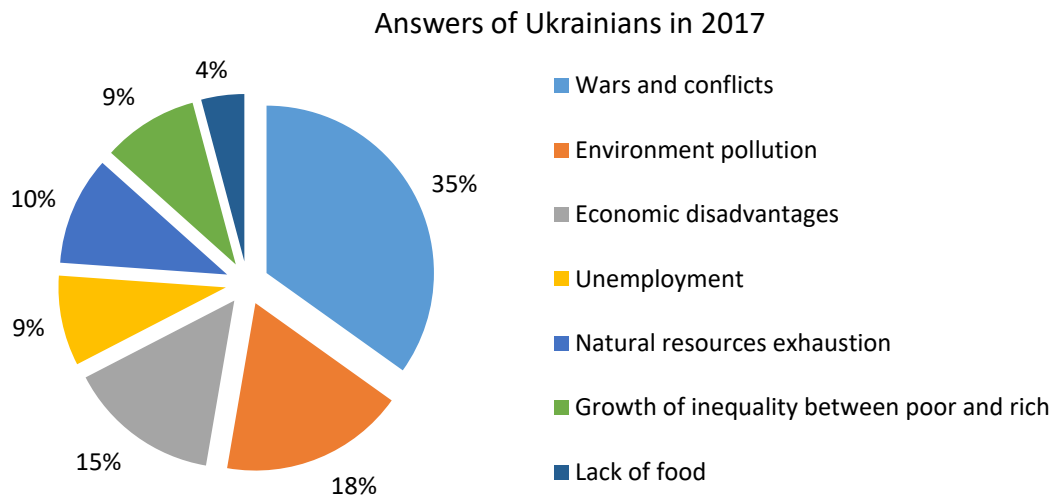 Answers of Ukrainians in 2017
4%
9%
10%
9%
15%
18%
35%
Wars and conflicts
Environment pollution
Economic disadvantages
Unemployment
Natural resources exhaustion
Growth of inequality between poor and rich
Lack of food